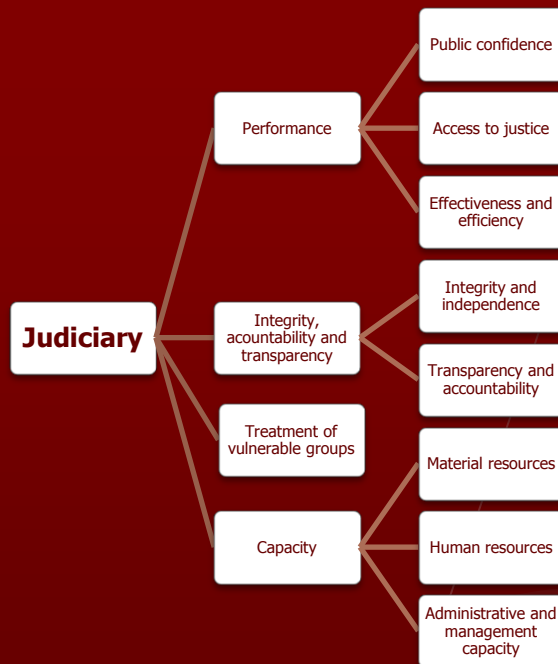 Public confidence
Performance
Access to justice
Effectiveness and
efficiency
Judiciary
Integrity,
acountability and
transparency
Integrity and
independence
Transparency and
accountability
Treatment of
vulnerable groups
Capacity
Material resources
Human resources
Administrative and
management
capacity